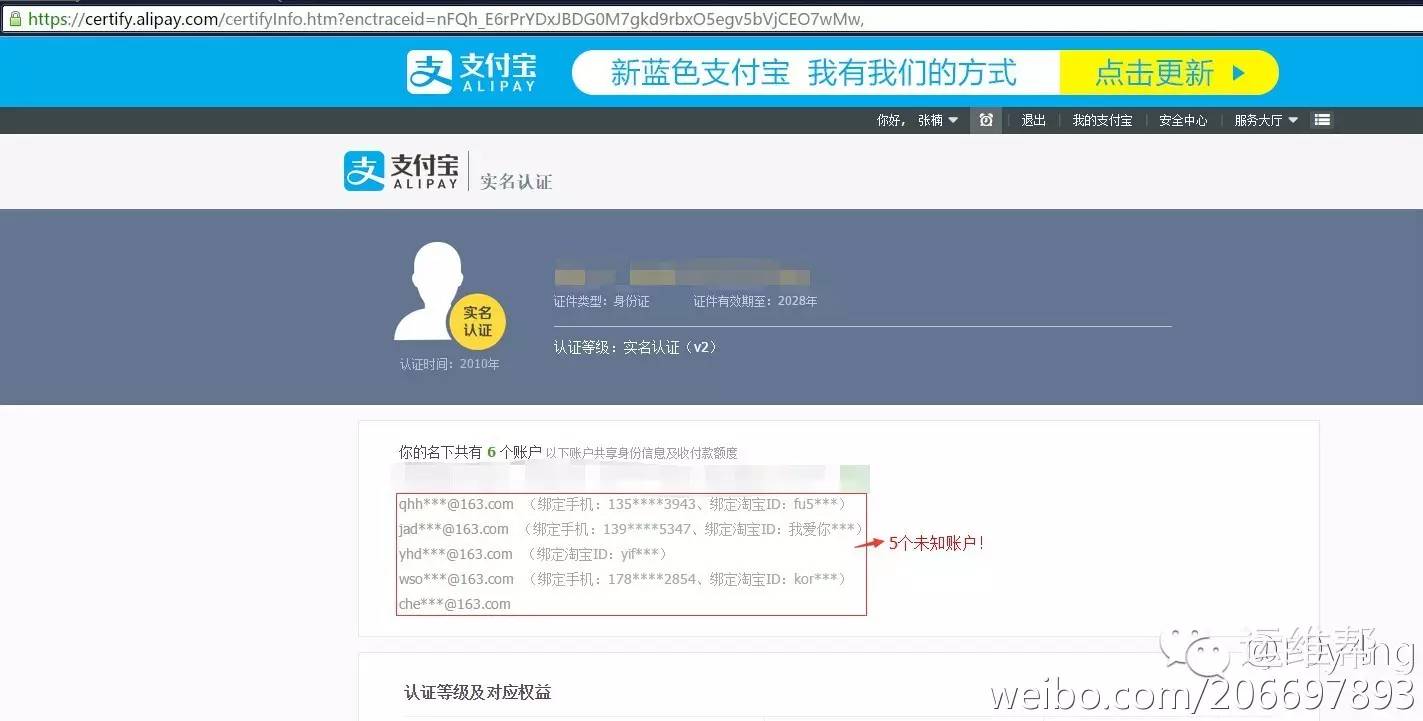 https://certify.alipay.com/certifyInfo.htm?enctraceid=nFQh_E6rPrYDxJBDG0M7gkd9rbxO5egv5bVjCEO7wMw,
支付宝 ALIPAY 新蓝色支付宝 我有我们的方式 点击更新
你好, 张楠 退出 我的支付宝 安全中心 服务大厅
支付宝 ALIPAY 实名认证
实名认证
证件类型: 身份证 证件有效期至: 2028年
认证等级: 实名认证 (v2)
认证时间: 2010年
你的名下共有 6 个账户 以下账户共享身份信息及收付款额度
qhh***@163.com （绑定手机: 135****3943、绑定淘宝ID: fu5***）
jad***@163.com （绑定手机: 139****5347、绑定淘宝ID: 我爱你***）
yhd***@163.com （绑定淘宝ID: yif***）
wso***@163.com （绑定手机: 178****2854、绑定淘宝ID: kor***）
che***@163.com
5个未知账户!
认证等级及对应权益
运维帮
weibo.com/206697893